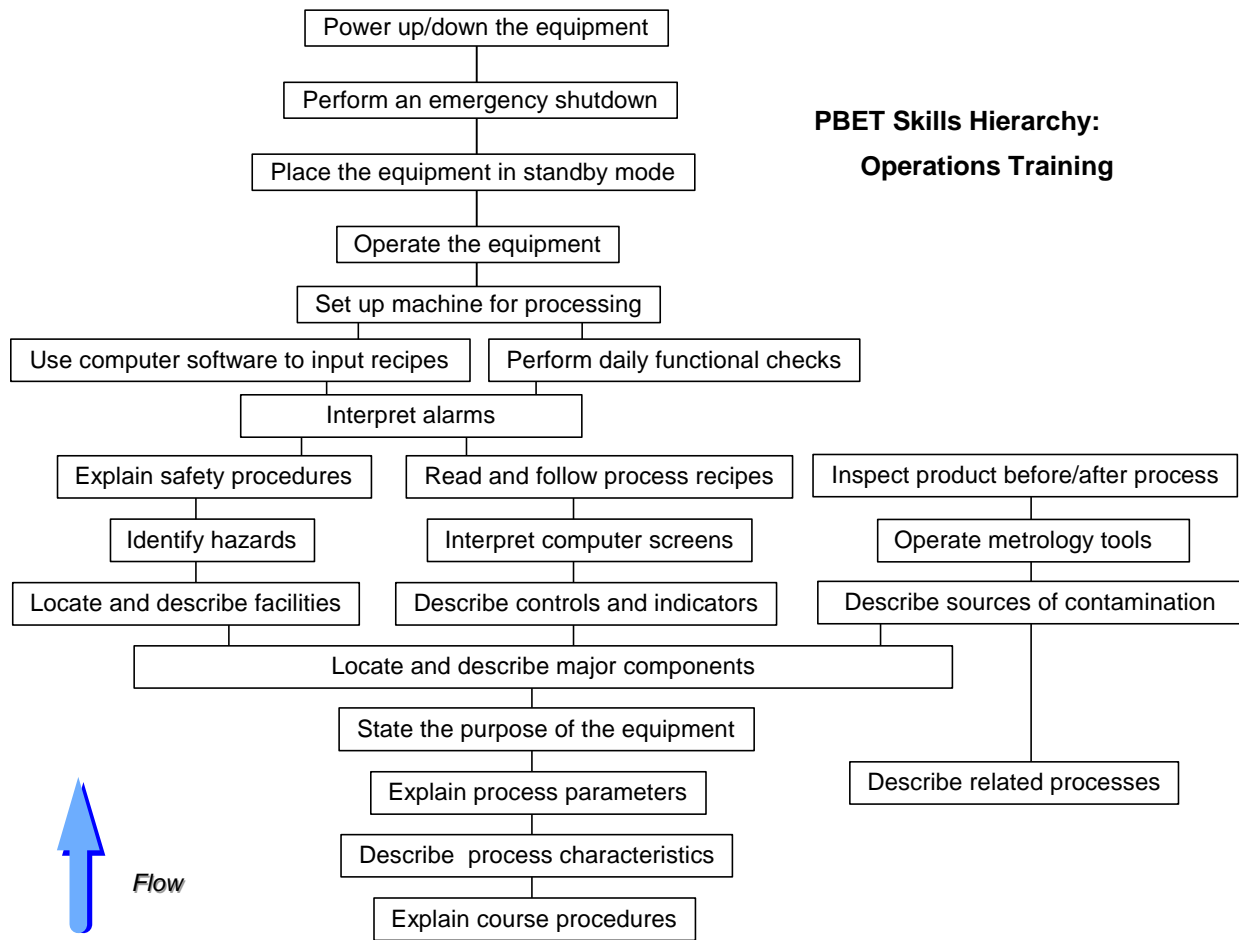 Power up/down the equipment
Perform an emergency shutdown
PBET Skills Hierarchy:
Operations Training
Place the equipment in standby mode
Operate the equipment
Set up machine for processing
Use computer software to input recipes
Perform daily functional checks
Interpret alarms
Explain safety procedures
Read and follow process recipes
Inspect product before/after process
Identify hazards
Interpret computer screens
Operate metrology tools
Locate and describe facilities
Describe controls and indicators
Describe sources of contamination
Locate and describe major components
State the purpose of the equipment
Describe related processes
Explain process parameters
Describe  process characteristics
Flow
Explain course procedures